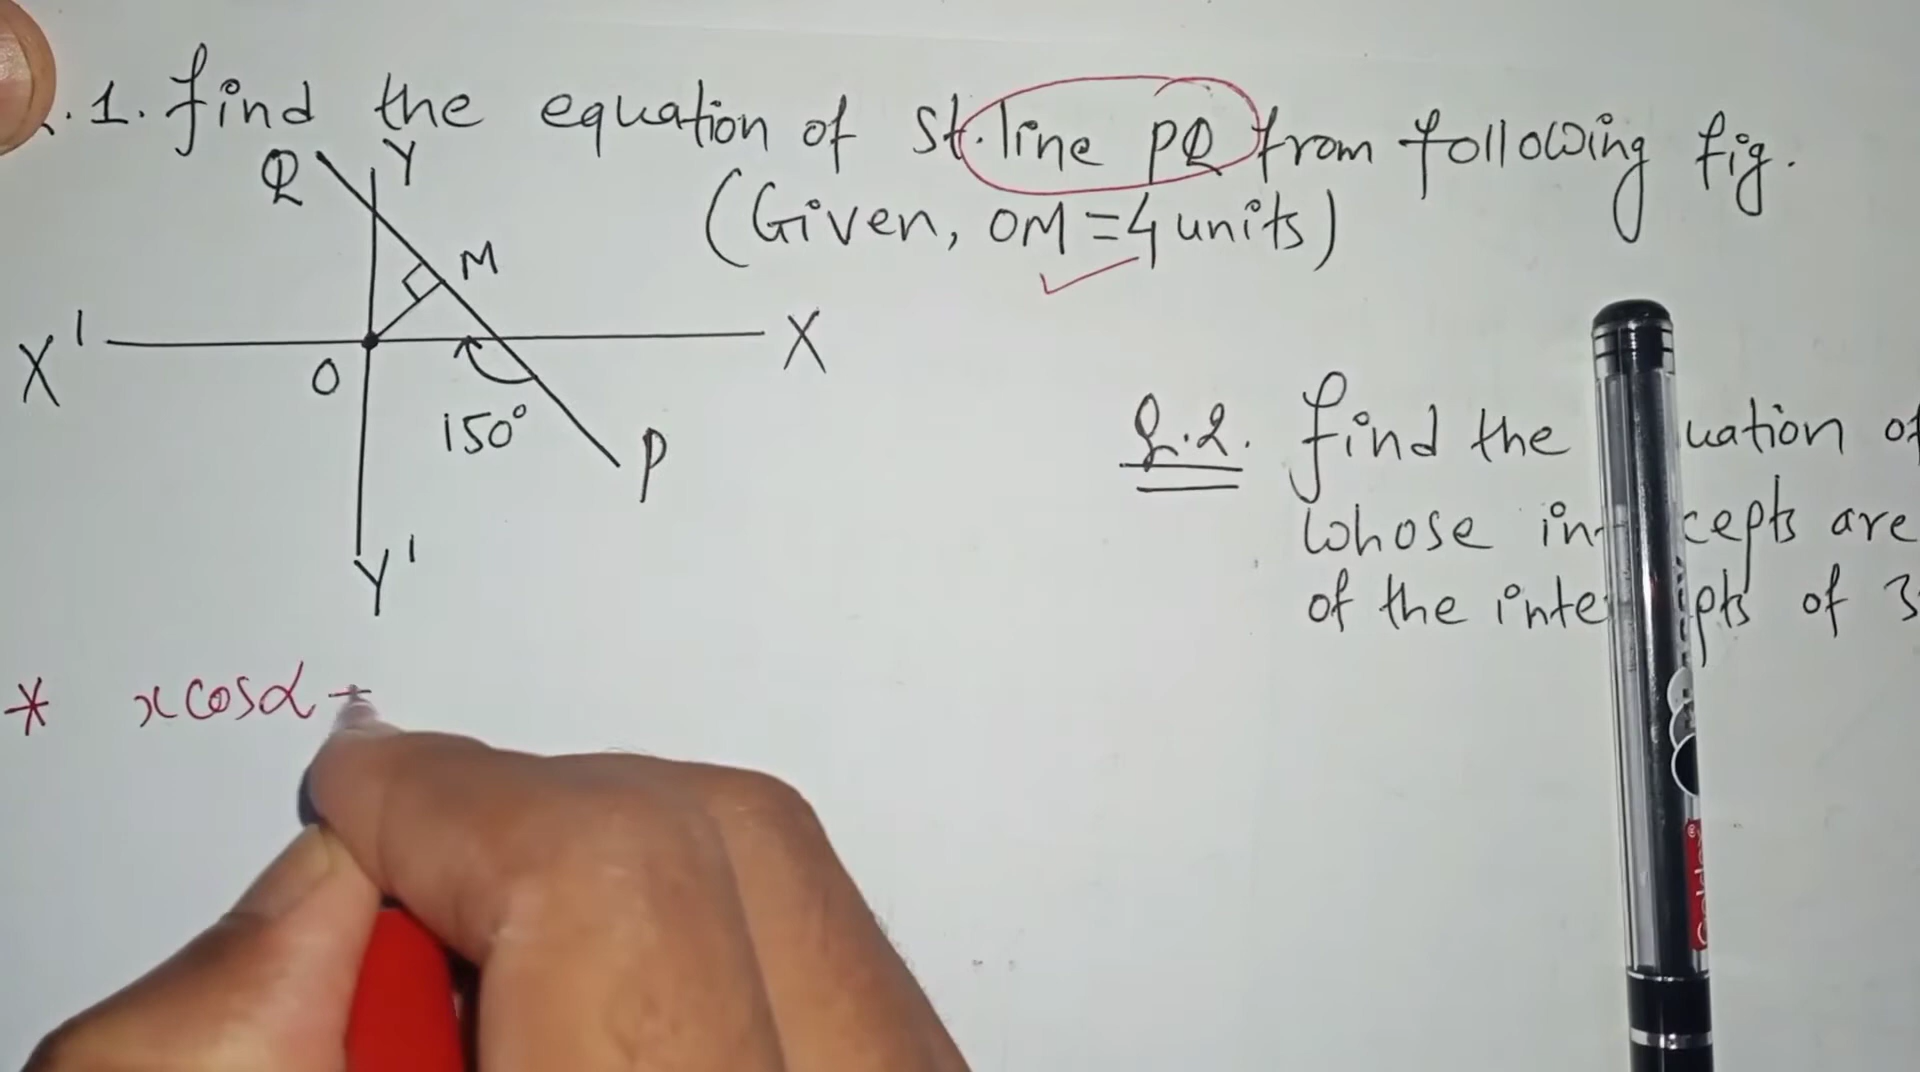 .1. Find the equation of St. line PQ from following fig.
(Given, OM = 4 units)
Q
Y
M
X'
O
X
150°
P
Y'
Q.2. Find the uation of
whose in cepts are
of the inte pts of 3
* x cos α +